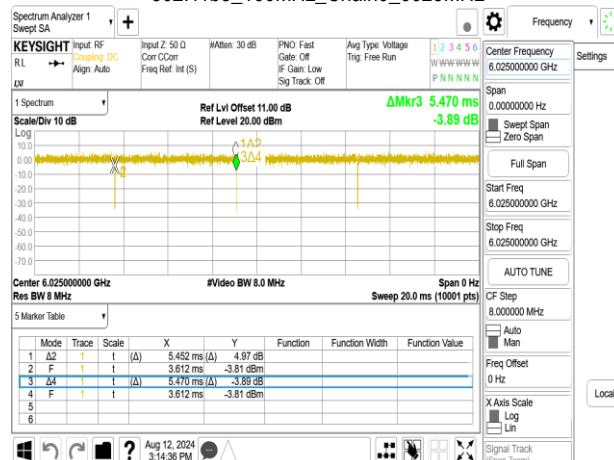 Spectrum Analyzer 1
Swept SA
Frequency
Settings
KEYSIGHT
Input: RF
Input Z: 50 Ω
#Atten: 30 dB
PNO: Fast
Avg Type: Voltage
1 2 3 4 5 6
RL
Coupling: DC
Corr CCorr
Gate: Off
Trig: Free Run
W W W W W W
Align: Auto
Freq Ref: Int (S)
IF Gain: Low
Sig Track: Off
P N N N N N
LXI
1 Spectrum
Ref Lvl Offset 11.00 dB
ΔMkr3 5.470 ms
Scale/Div 10 dB
Ref Level 20.00 dBm
-3.89 dB
Log
10.0
0.00
-10.0
-20.0
-30.0
-40.0
-50.0
-60.0
-70.0
1Δ2
3Δ4
Center 6.025000000 GHz
#Video BW 8.0 MHz
Span 0 Hz
Res BW 8 MHz
Sweep 20.0 ms (10001 pts)
5 Marker Table
Mode Trace Scale X Y Function Function Width Function Value
1 Δ2 1 t (Δ) 5.452 ms (Δ) 4.97 dB
2 F 1 t 3.612 ms -3.81 dBm
3 Δ4 1 t (Δ) 5.470 ms (Δ) -3.89 dB
4 F 1 t 3.612 ms -3.81 dBm
5
6
Aug 12, 2024
3:14:36 PM
Center Frequency
6.025000000 GHz
Span
0.00000000 Hz
Swept Span
Zero Span
Full Span
Start Freq
6.025000000 GHz
Stop Freq
6.025000000 GHz
AUTO TUNE
CF Step
8.000000 MHz
Auto
Man
Freq Offset
0 Hz
X Axis Scale
Log
Lin
Signal Track
Local